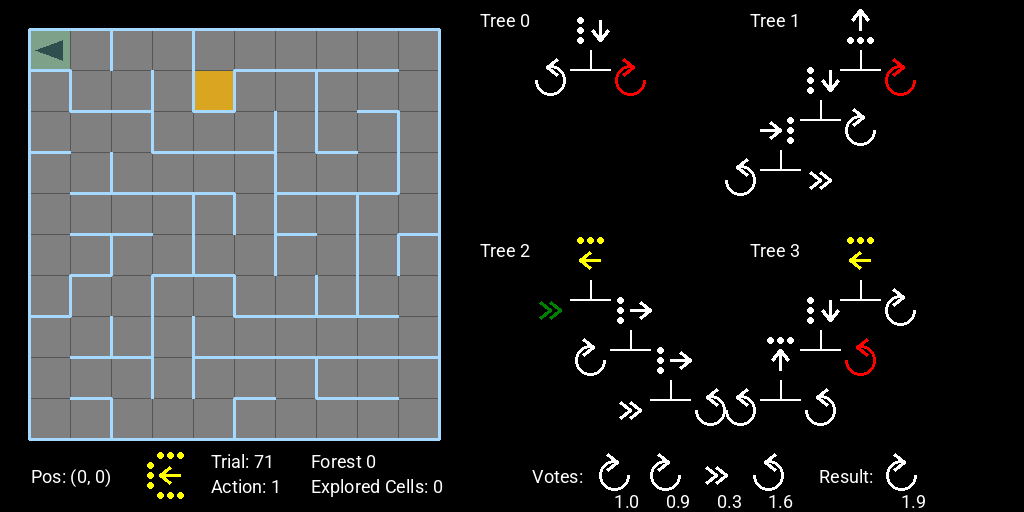 Tree 0
Tree 1
Tree 2
Tree 3
Pos: (0, 0)
Trial: 71
Forest 0
Action: 1
Explored Cells: 0
Votes:
1.0
0.9
0.3
1.6
Result:
1.9